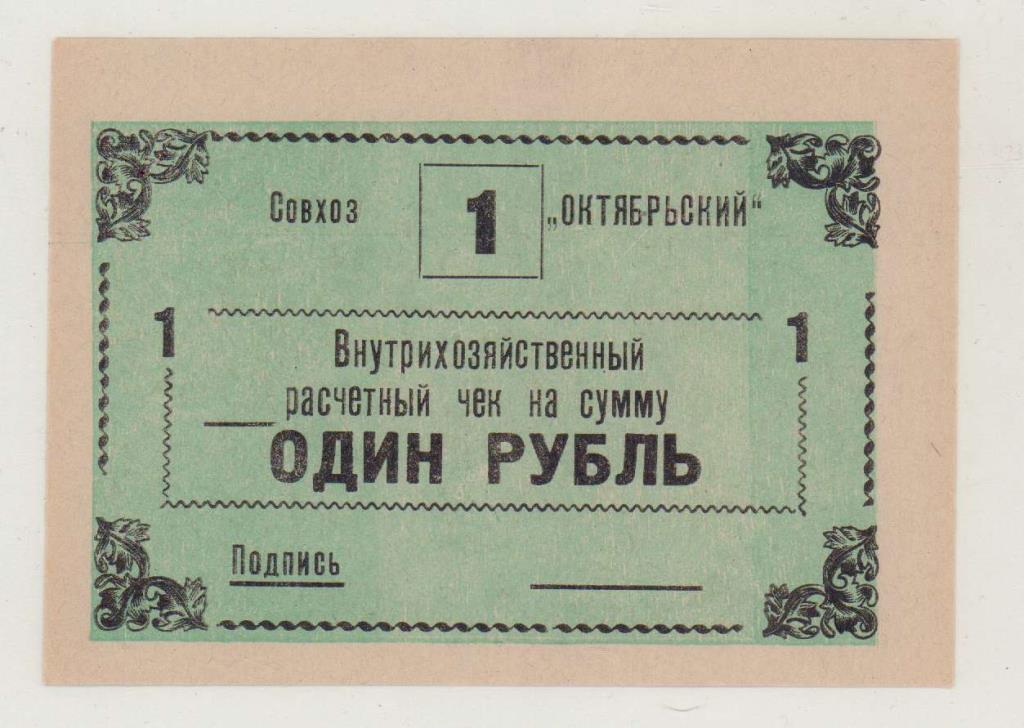 Совхоз 1 „ОКТЯБРЬСКИЙ“
1 1
Внутрихозяйственный
расчетный чек на сумму
ОДИН РУБЛЬ
Подпись